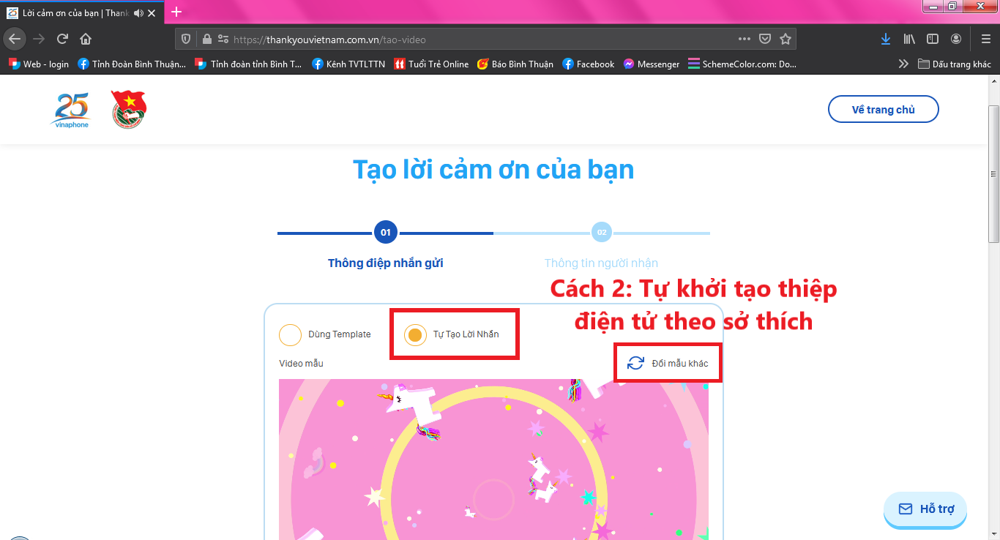 Lời cảm ơn của bạn | Thank
https://thankyouvietnam.com.vn/tao-video
Web - login Tỉnh Đoàn Bình Thuận... Tỉnh đoàn tỉnh Bình T... Kênh TVTLTTN Tuổi Trẻ Online Báo Bình Thuận Facebook Messenger SchemeColor.com: Do... Dấu trang khác
25
vinaphone
Về trang chủ
Tạo lời cảm ơn của bạn
01 02
Thông điệp nhắn gửi Thông tin người nhận
Cách 2: Tự khởi tạo thiệp
điện tử theo sở thích
Dùng Template Tự Tạo Lời Nhắn
Video mẫu Đổi mẫu khác
Hỗ trợ